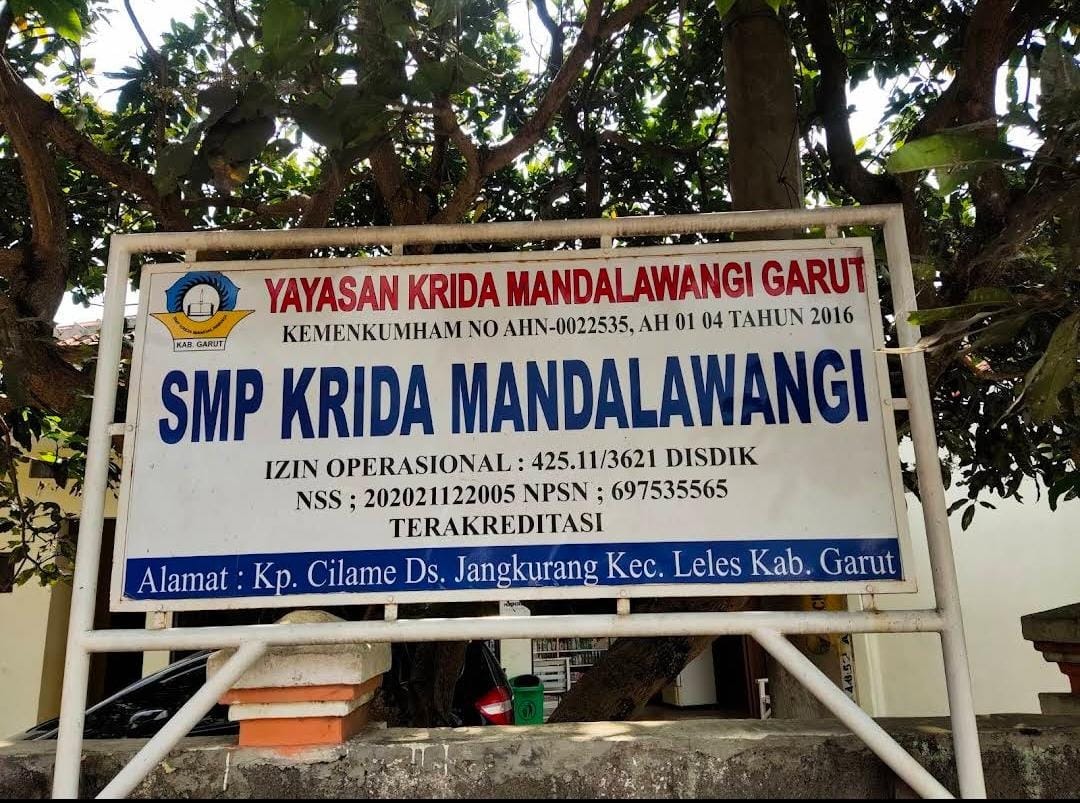 YAYASAN KRIDA MANDALAWANGI GARUT
KEMENKUMHAM NO AHN-0022535, AH 01 04 TAHUN 2016
KAB. GARUT
SMP KRIDA MANDALAWANGI
IZIN OPERASIONAL : 425.11/3621 DISDIK
NSS ; 202021122005 NPSN ; 697535565
TERAKREDITASI
Alamat : Kp. Cilame Ds. Jangkurang Kec. Leles Kab. Garut